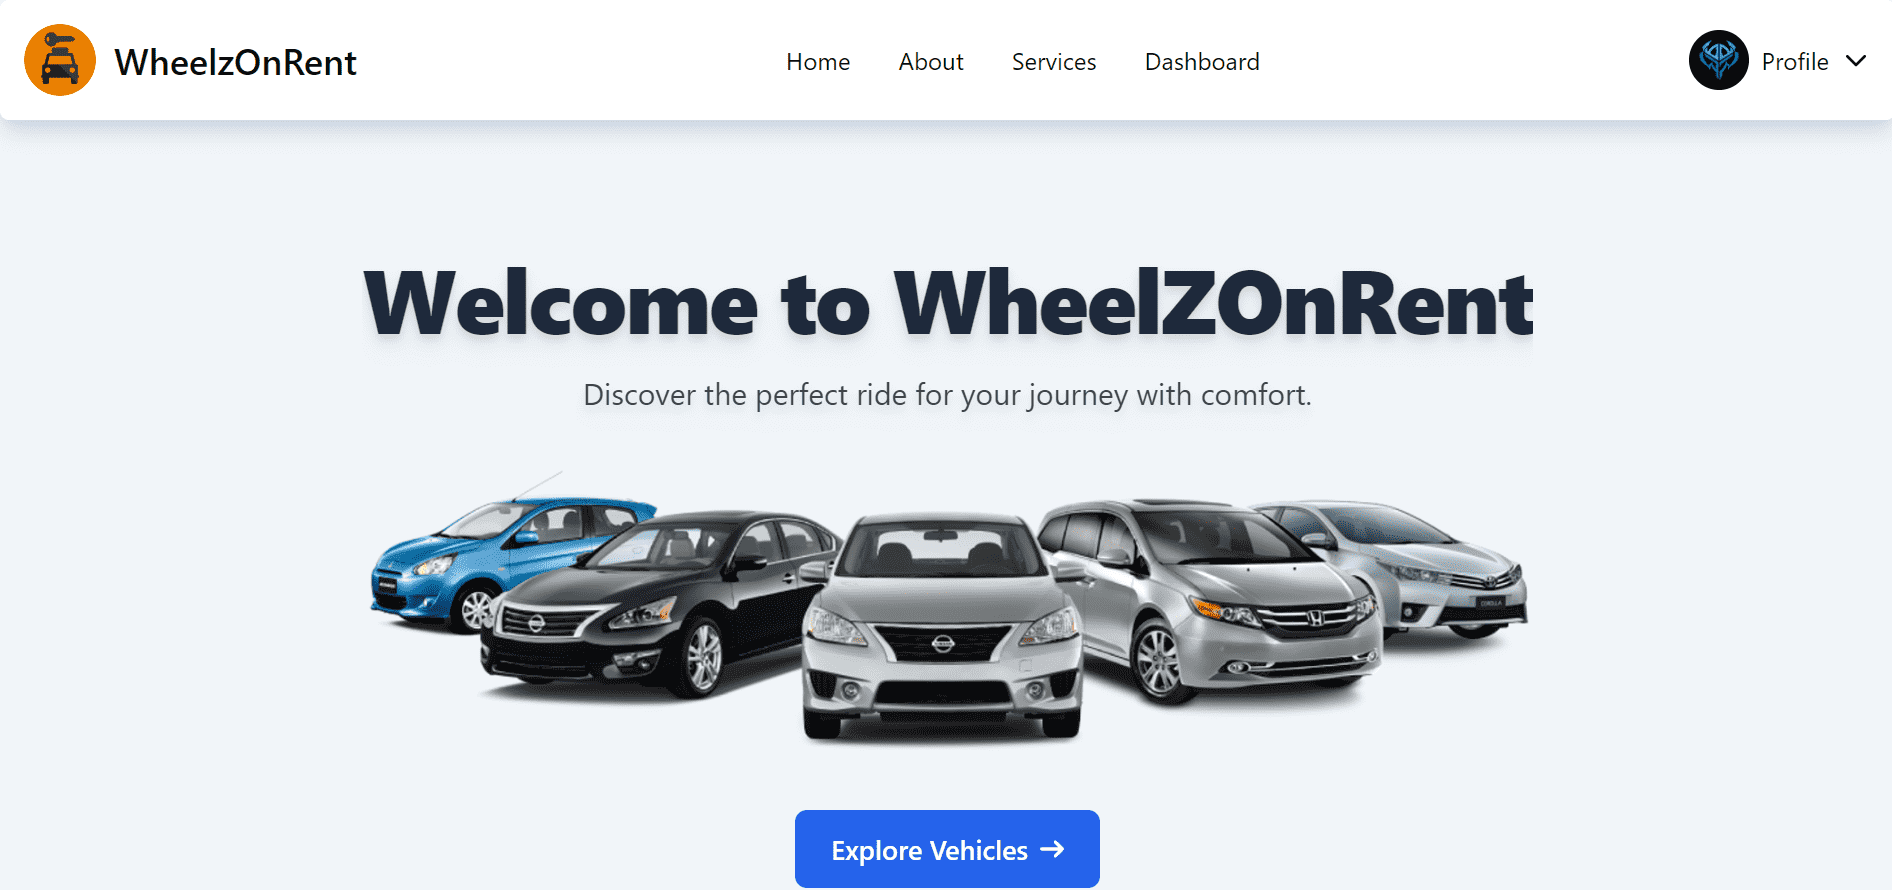 WheelzOnRent
Home
About
Services
Dashboard
Profile
Welcome to WheelZOnRent
Discover the perfect ride for your journey with comfort.
COROLLA
Explore Vehicles →